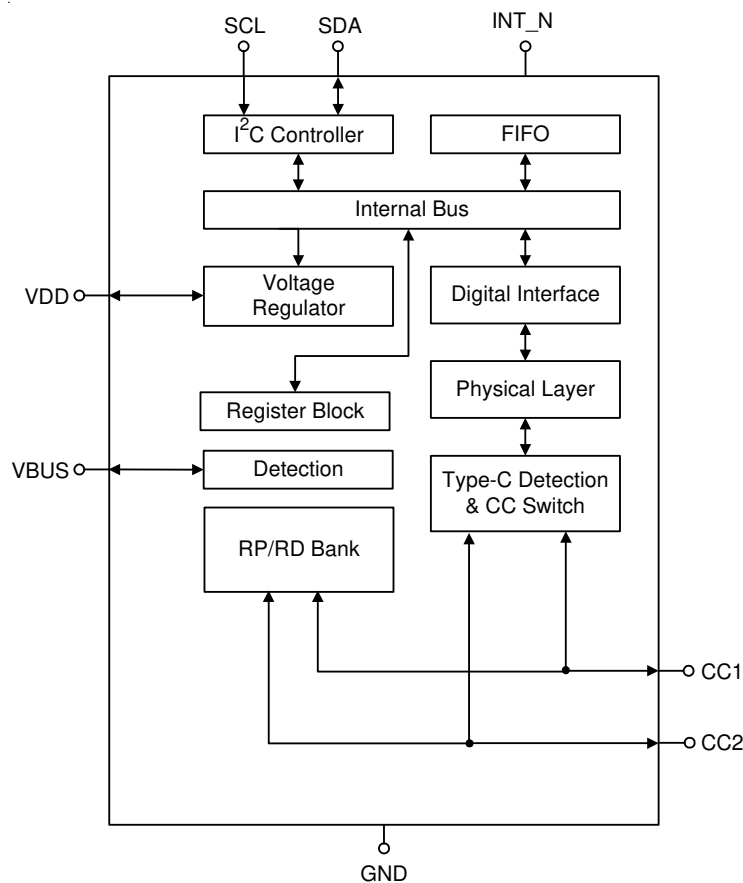 SCL SDA INT_N
I2C Controller FIFO
Internal Bus
VDD
Voltage
Regulator
Digital Interface
Physical Layer
Register Block
VBUS
Detection
Type-C Detection
& CC Switch
RP/RD Bank
CC1
CC2
GND